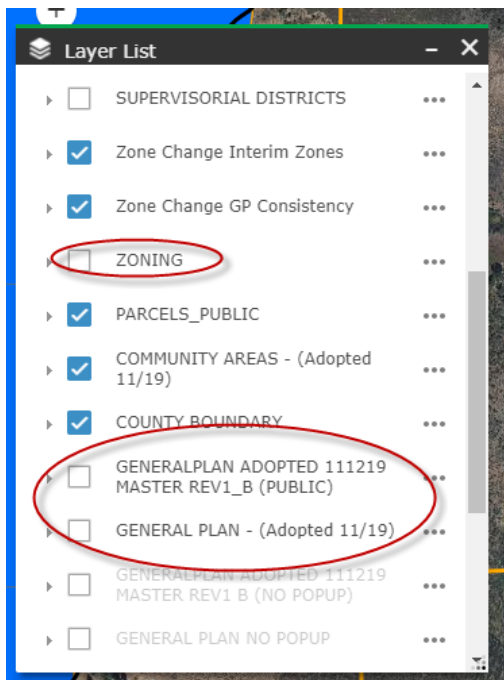 Layer List
SUPERVISORIAL DISTRICTS
Zone Change Interim Zones
Zone Change GP Consistency
ZONING
PARCELS_PUBLIC
COMMUNITY AREAS - (Adopted
11/19)
COUNTY BOUNDARY
GENERALPLAN ADOPTED 111219
MASTER REV1_B (PUBLIC)
GENERAL PLAN - (Adopted 11/19)
GENERALPLAN ADOPTED 111219
MASTER REV1 B (NO POPUP)
GENERAL PLAN NO POPUP